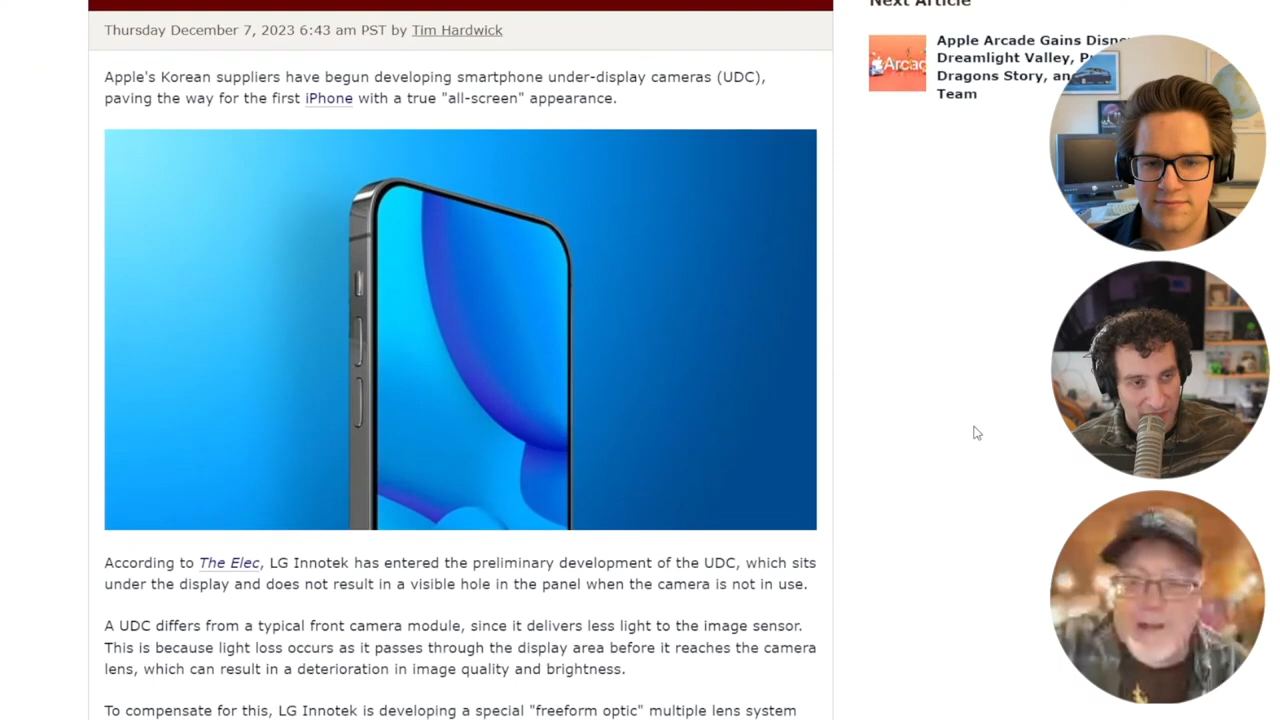 Thursday December 7, 2023 6:43 am PST by Tim Hardwick
Apple's Korean suppliers have begun developing smartphone under-display cameras (UDC),
paving the way for the first iPhone with a true "all-screen" appearance.
According to The Elec, LG Innotek has entered the preliminary development of the UDC, which sits
under the display and does not result in a visible hole in the panel when the camera is not in use.
A UDC differs from a typical front camera module, since it delivers less light to the image sensor.
This is because light loss occurs as it passes through the display area before it reaches the camera
lens, which can result in a deterioration in image quality and brightness.
To compensate for this, LG Innotek is developing a special "freeform optic" multiple lens system
Next Article
Arcad
Apple Arcade Gains
Dreamlight Valley,
Dragons Story,
Team